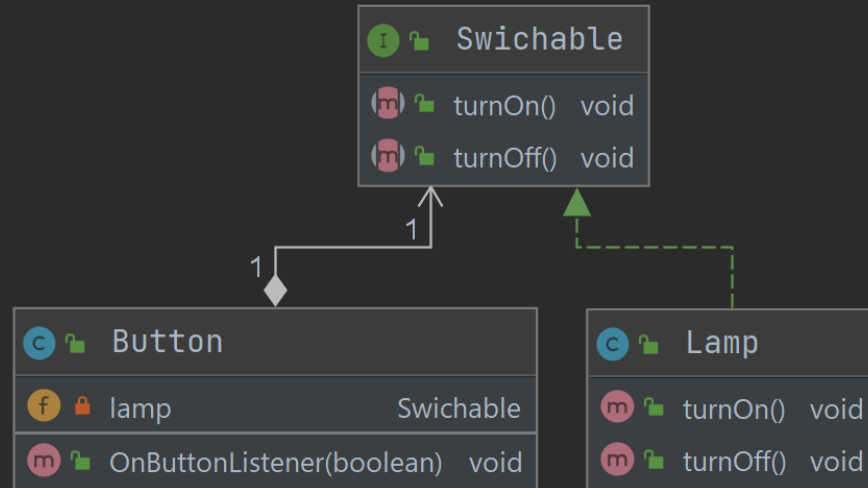 I Swichable
m turnOn() void
m turnOff() void
1
1
C Button
f lamp Swichable
m OnButtonListener(boolean) void
C Lamp
m turnOn() void
m turnOff() void